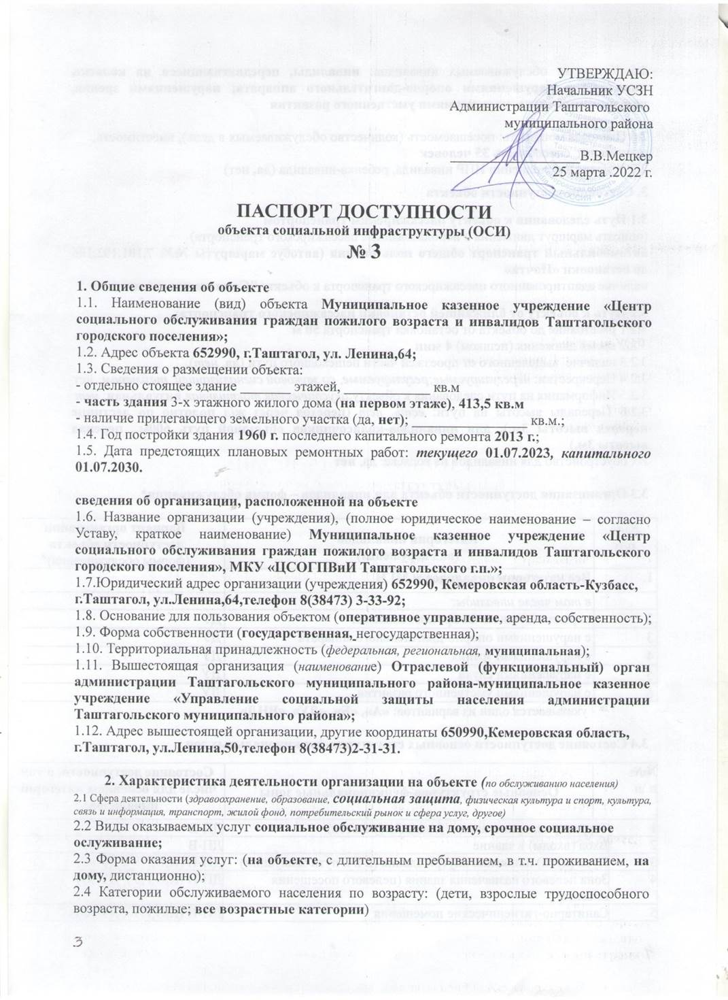 УТВЕРЖДАЮ:
Начальник УСЗН
Администрации Таштагольского
муниципального района
В.В.Мецкер
25 марта .2022 г.
ПАСПОРТ ДОСТУПНОСТИ
объекта социальной инфраструктуры (ОСИ)
№ 3
1. Общие сведения об объекте
1.1. Наименование (вид) объекта Муниципальное казенное учреждение «Центр
социального обслуживания граждан пожилого возраста и инвалидов Таштагольского
городского поселения»;
1.2. Адрес объекта 652990, г.Таштагол, ул. Ленина,64;
1.3. Сведения о размещении объекта:
- отдельно стоящее здание ________ этажей, _____________ кв.м
- часть здания 3-х этажного жилого дома (на первом этаже), 413,5 кв.м
- наличие прилегающего земельного участка (да, нет); _________________ кв.м.;
1.4. Год постройки здания 1960 г. последнего капитального ремонта 2013 г.;
1.5. Дата предстоящих плановых ремонтных работ: текущего 01.07.2023, капитального
01.07.2030.
сведения об организации, расположенной на объекте
1.6. Название организации (учреждения), (полное юридическое наименование – согласно
Уставу, краткое наименование) Муниципальное казенное учреждение «Центр
социального обслуживания граждан пожилого возраста и инвалидов Таштагольского
городского поселения», МКУ «ЦСОГПВиИ Таштагольского г.п.»;
1.7.Юридический адрес организации (учреждения) 652990, Кемеровская область-Кузбасс,
г.Таштагол, ул.Ленина,64,телефон 8(38473) 3-33-92;
1.8. Основание для пользования объектом (оперативное управление, аренда, собственность);
1.9. Форма собственности (государственная, негосударственная);
1.10. Территориальная принадлежность (федеральная, региональная, муниципальная);
1.11. Вышестоящая организация (наименование) Отраслевой (функциональный) орган
администрации Таштагольского муниципального района-муниципальное казенное
учреждение «Управление социальной защиты населения администрации
Таштагольского муниципального района»;
1.12. Адрес вышестоящей организации, другие координаты 650990,Кемеровская область,
г.Таштагол, ул.Ленина,50,телефон 8(38473)2-31-31.
2. Характеристика деятельности организации на объекте (по обслуживанию населения)
2.1 Сфера деятельности (здравоохранение, образование, социальная защита, физическая культура и спорт, культура,
связь и информация, транспорт, жилой фонд, потребительский рынок и сфера услуг, другое)
2.2 Виды оказываемых услуг социальное обслуживание на дому, срочное социальное
ослуживание;
2.3 Форма оказания услуг: (на объекте, с длительным пребыванием, в т.ч. проживанием, на
дому, дистанционно);
2.4 Категории обслуживаемого населения по возрасту: (дети, взрослые трудоспособного
возраста, пожилые; все возрастные категории)
3